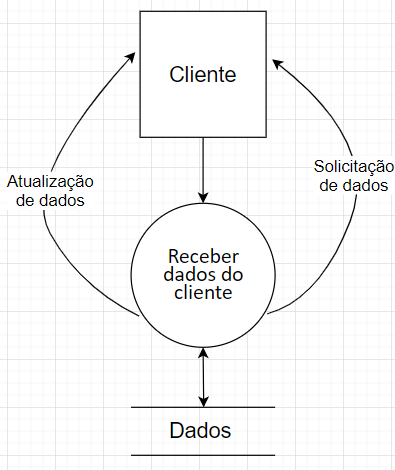 Cliente
Atualização
de dados
Solicitação
de dados
Receber
dados do
cliente
Dados